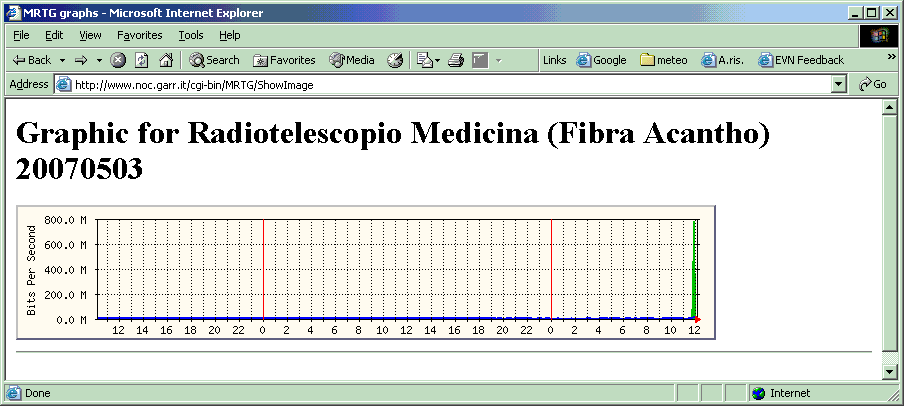 MRTG graphs - Microsoft Internet Explorer
File Edit View Favorites Tools Help
Back Search Favorites Media Links Google meteo A.ris. EVN Feedback »
Address http://www.noc.garr.it/cgi-bin/MRTG/ShowImage Go
Graphic for Radiotelescopio Medicina (Fibra Acantho)
20070503
Bits Per Second
800.0 M
600.0 M
400.0 M
200.0 M
0.0 M
12 14 16 18 20 22 0 2 4 6 8 10 12 14 16 18 20 22 0 2 4 6 8 10 12
Done Internet